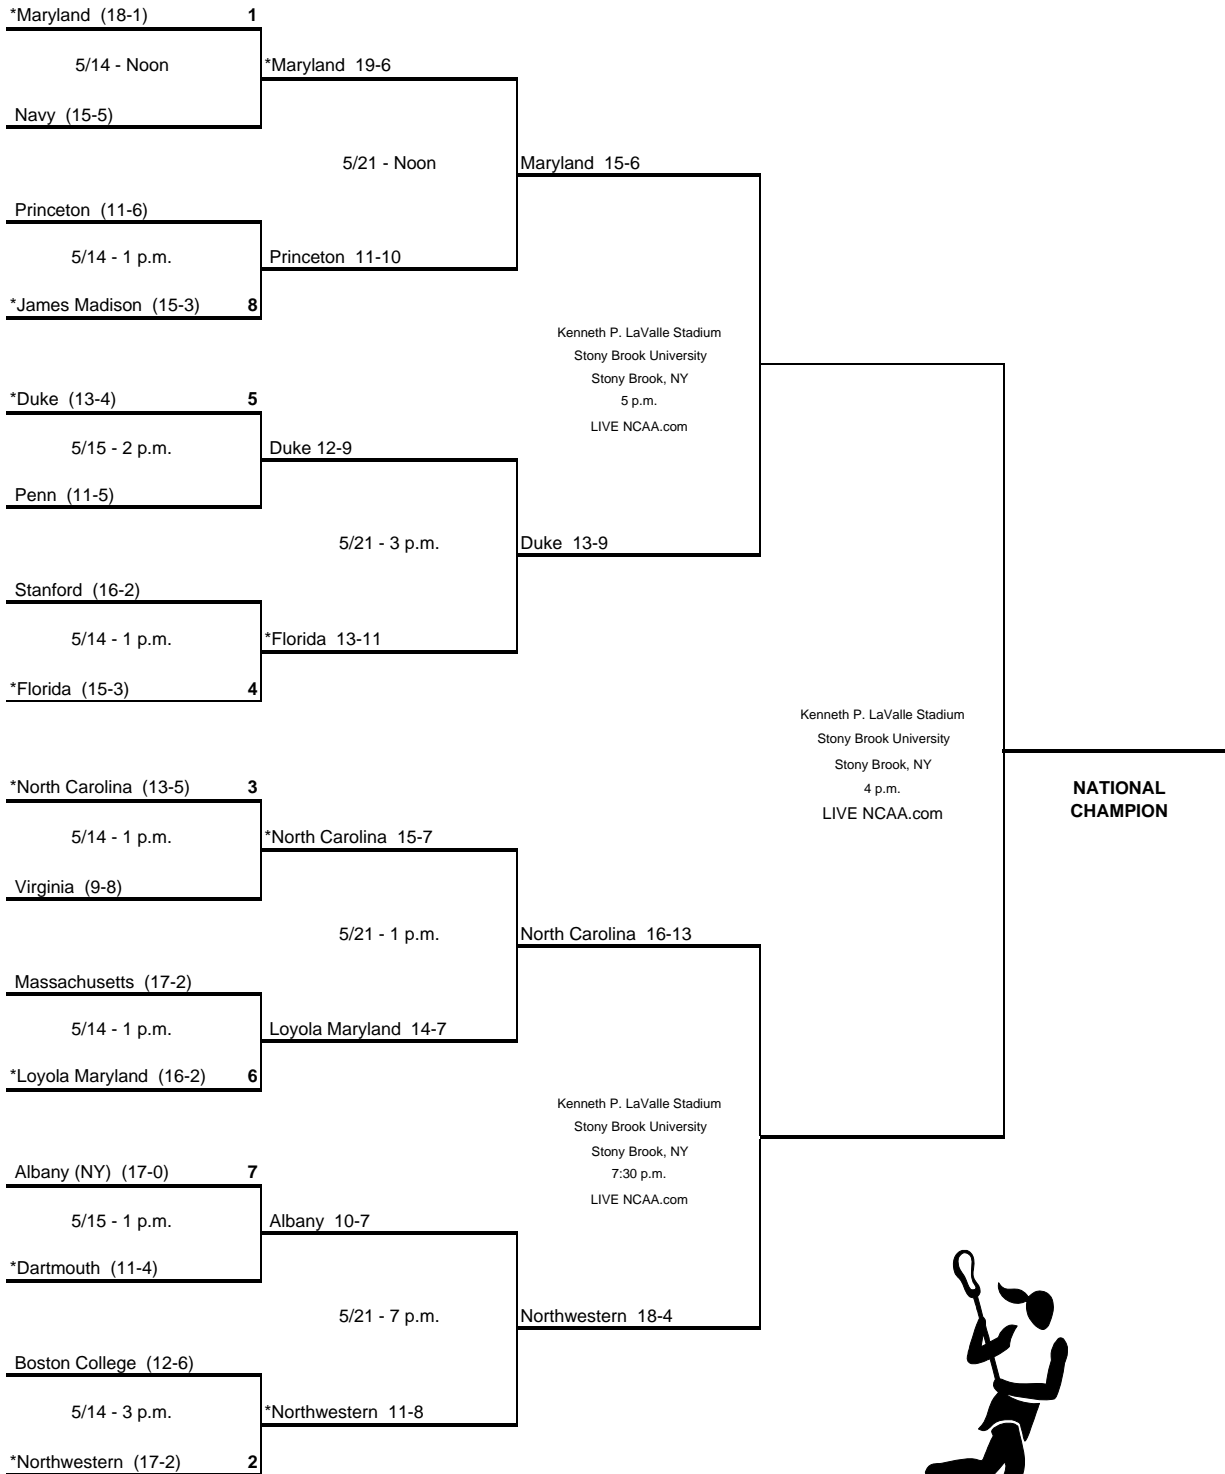 *Maryland (18-1) 1
5/14 - Noon
*Maryland 19-6
Navy (15-5)
5/21 - Noon
Maryland 15-6
Princeton (11-6)
5/14 - 1 p.m.
Princeton 11-10
*James Madison (15-3) 8
Kenneth P. LaValle Stadium
Stony Brook University
Stony Brook, NY
5 p.m.
LIVE NCAA.com
*Duke (13-4) 5
5/15 - 2 p.m.
Duke 12-9
Penn (11-5)
5/21 - 3 p.m.
Duke 13-9
Stanford (16-2)
5/14 - 1 p.m.
*Florida 13-11
*Florida (15-3) 4
Kenneth P. LaValle Stadium
Stony Brook University
Stony Brook, NY
4 p.m.
LIVE NCAA.com
NATIONAL
CHAMPION
*North Carolina (13-5) 3
5/14 - 1 p.m.
*North Carolina 15-7
Virginia (9-8)
5/21 - 1 p.m.
North Carolina 16-13
Massachusetts (17-2)
5/14 - 1 p.m.
Loyola Maryland 14-7
*Loyola Maryland (16-2) 6
Kenneth P. LaValle Stadium
Stony Brook University
Stony Brook, NY
7:30 p.m.
LIVE NCAA.com
Albany (NY) (17-0) 7
5/15 - 1 p.m.
Albany 10-7
*Dartmouth (11-4)
5/21 - 7 p.m.
Northwestern 18-4
Boston College (12-6)
5/14 - 3 p.m.
*Northwestern 11-8
*Northwestern (17-2) 2